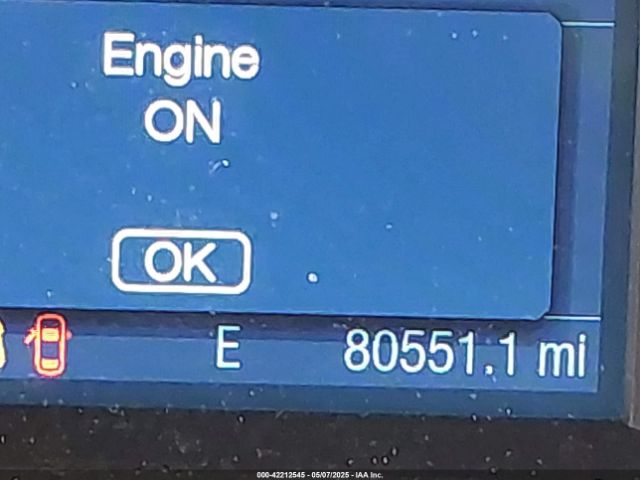 Engine
ON
OK
E 80551.1 mi
000-42212545 - 05/07/2025 - IAA Inc.